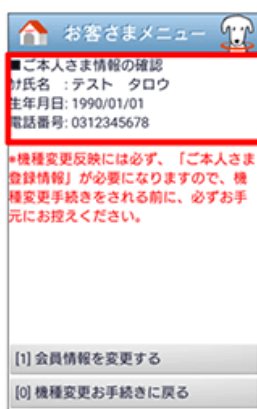 お客さまメニュー
■ご本人さま情報の確認
氏名 :テスト タロウ
生年月日: 1990/01/01
電話番号: 0312345678
*機種変更反映には必ず、「ご本人さま
登録情報」が必要になりますので、機
種変更手続きをされる前に、必ずお手
元にお控えください。
[1] 会員情報を変更する
[0] 機種変更お手続きに戻る